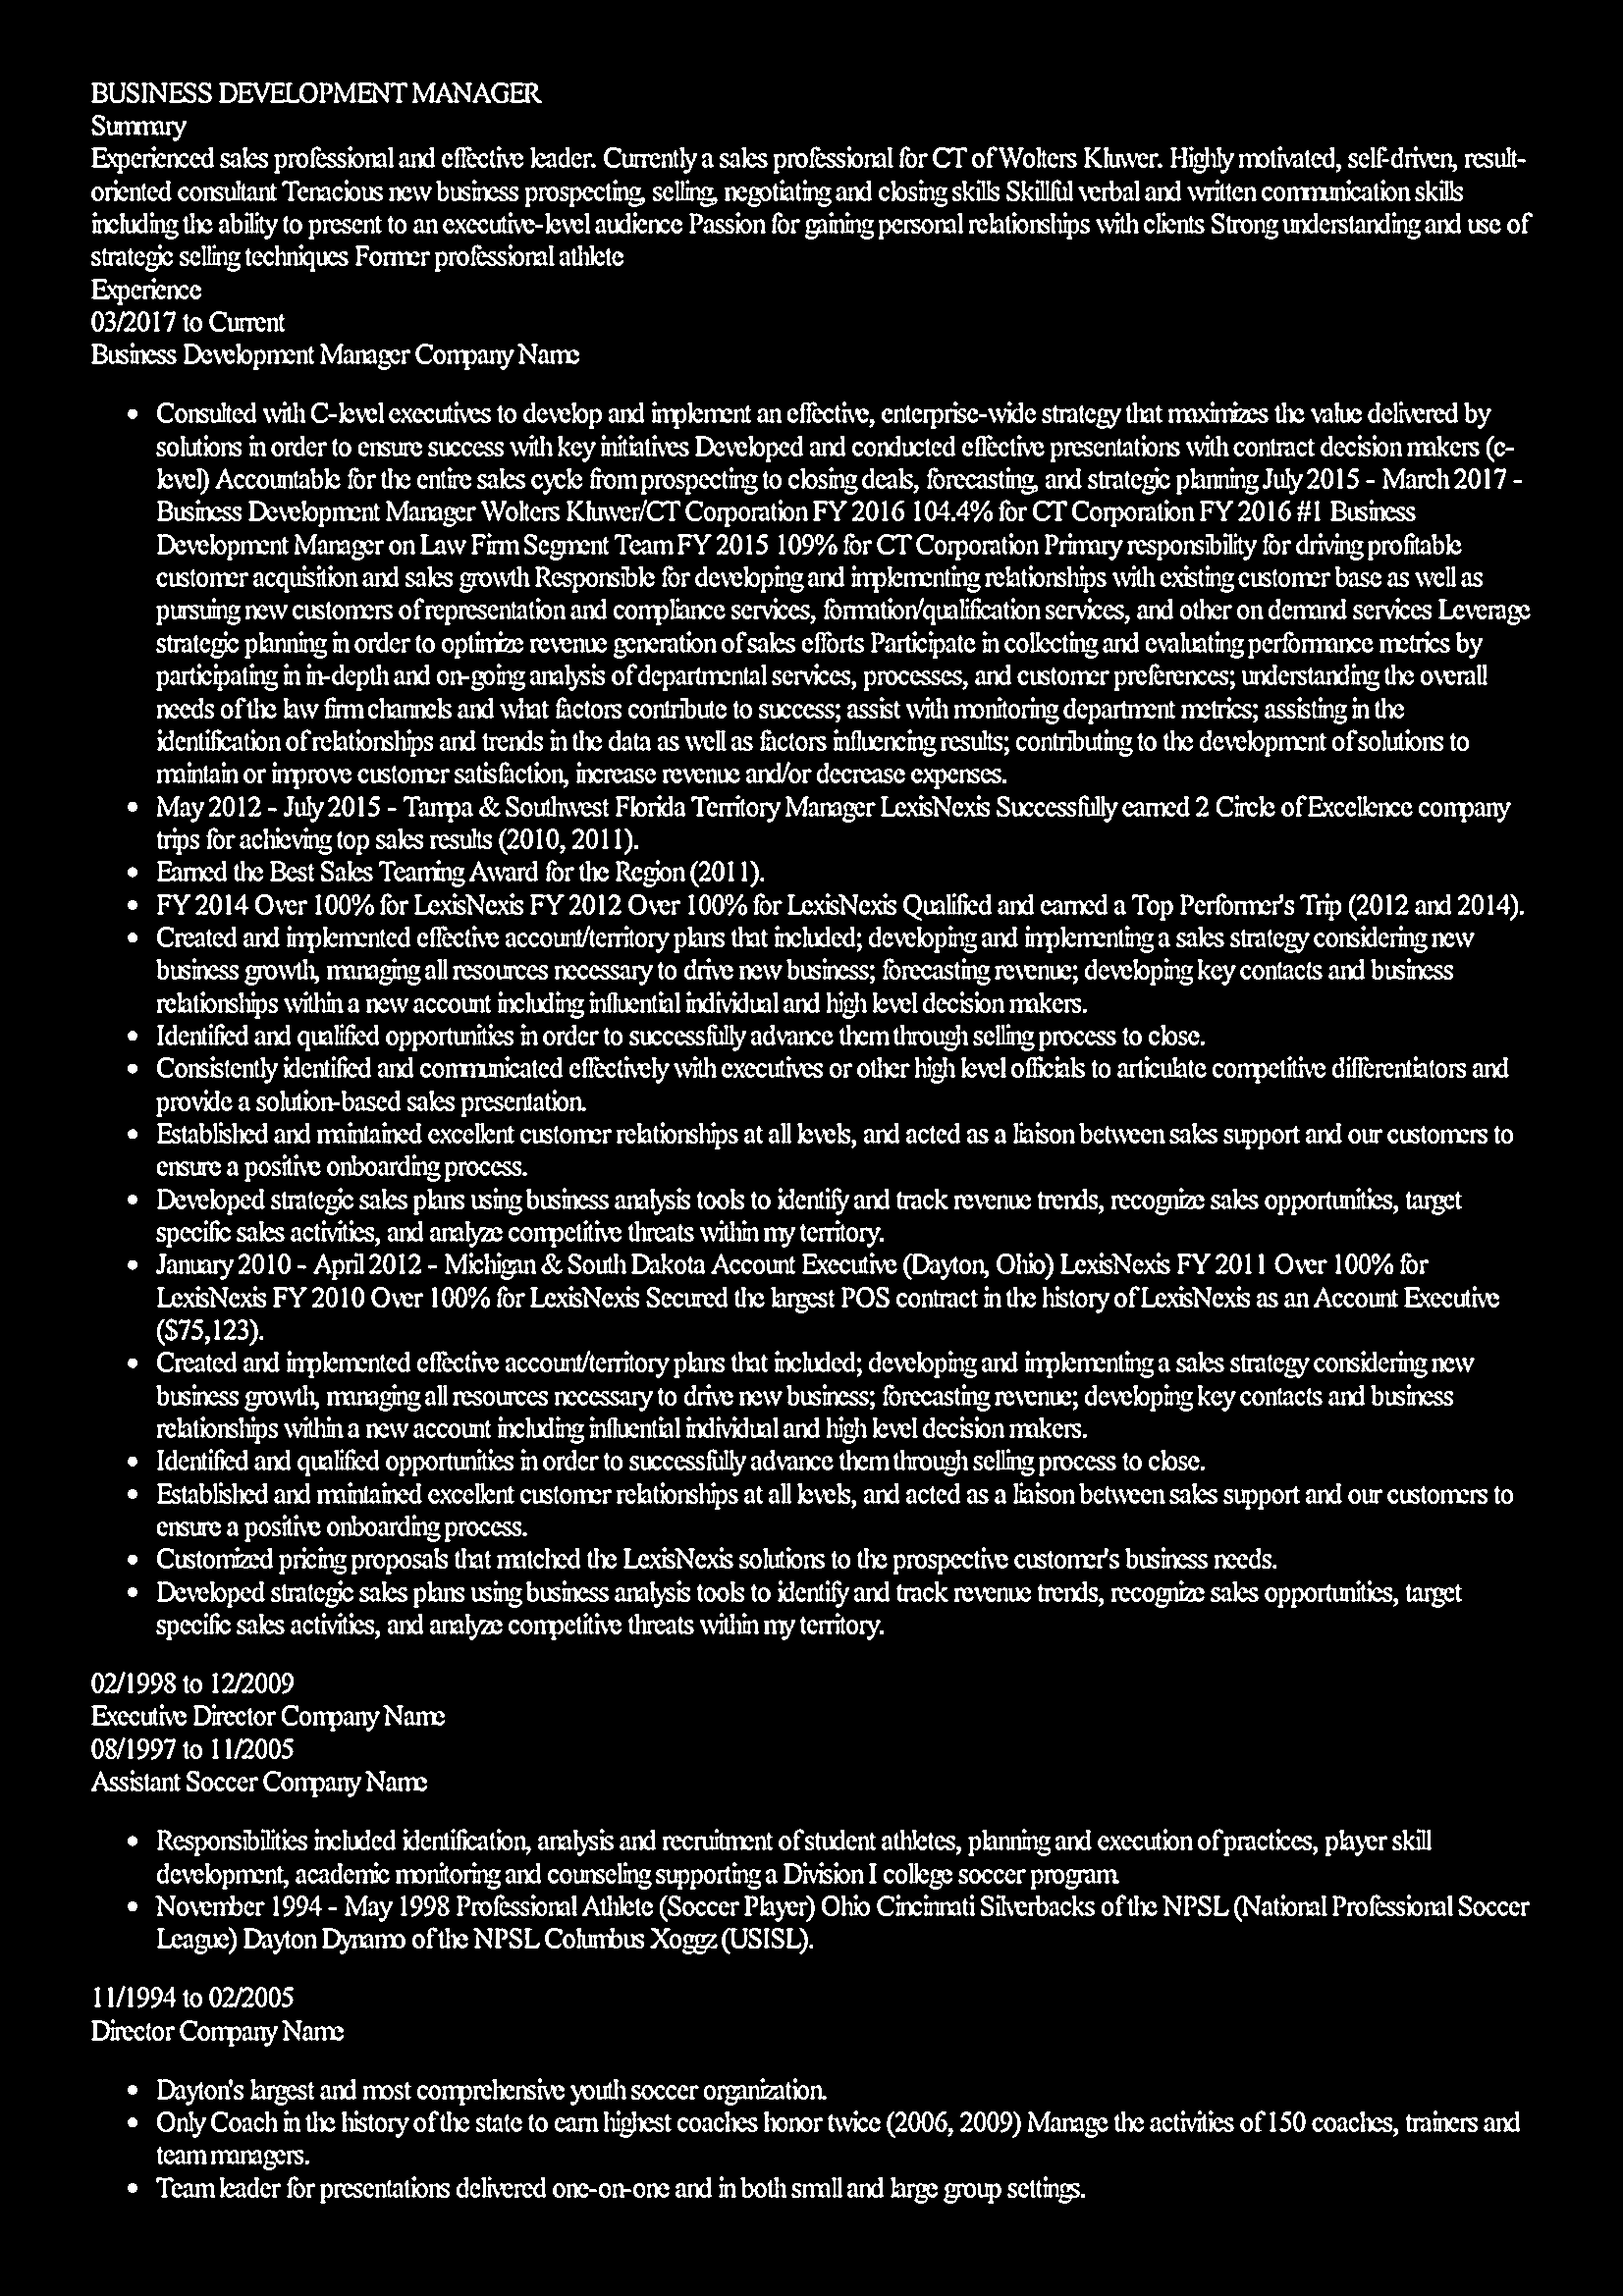 BUSINESS DEVELOPMENT MANAGER
Summary
Experienced sales professional and effective leader. Currently a sales professional for CT of Wolters Kluwer. Highly motivated, self-driven, result-
oriented consultant Tenacious new business prospecting, selling, negotiating and closing skills Skillful verbal and written communication skills
including the ability to present to an executive-level audience Passion for gaining personal relationships with clients Strong understanding and use of
strategic selling techniques Former professional athlete
Experience
03/2017 to Current
Business Development Manager Company Name
• Consulted with C-level executives to develop and implement an effective, enterprise-wide strategy that maximizes the value delivered by
solutions in order to ensure success with key initiatives Developed and conducted effective presentations with contract decision makers (c-
level) Accountable for the entire sales cycle from prospecting to closing deals, forecasting, and strategic planning July 2015 - March 2017 -
Business Development Manager Wolters Kluwer/CT Corporation FY 2016 104.4% for CT Corporation FY 2016 #1 Business
Development Manager on Law Firm Segment Team FY 2015 109% for CT Corporation Primary responsibility for driving profitable
customer acquisition and sales growth Responsible for developing and implementing relationships with existing customer base as well as
pursuing new customers of representation and compliance services, formation/qualification services, and other on demand services Leverage
strategic planning in order to optimize revenue generation of sales efforts Participate in collecting and evaluating performance metrics by
participating in in-depth and on-going analysis of departmental services, processes, and customer preferences; understanding the overall
needs of the law firm channels and what factors contribute to success; assist with monitoring department metrics; assisting in the
identification of relationships and trends in the data as well as factors influencing results; contributing to the development of solutions to
maintain or improve customer satisfaction, increase revenue and/or decrease expenses.
• May 2012 - July 2015 - Tampa & Southwest Florida Territory Manager LexisNexis Successfully earned 2 Circle of Excellence company
trips for achieving top sales results (2010, 2011).
• Earned the Best Sales Teaming Award for the Region (2011).
• FY 2014 Over 100% for LexisNexis FY 2012 Over 100% for LexisNexis Qualified and earned a Top Performer's Trip (2012 and 2014).
• Created and implemented effective account/territory plans that included; developing and implementing a sales strategy considering new
business growth, managing all resources necessary to drive new business; forecasting revenue; developing key contacts and business
relationships within a new account including influential individual and high level decision makers.
• Identified and qualified opportunities in order to successfully advance them through selling process to close.
• Consistently identified and communicated effectively with executives or other high level officials to articulate competitive differentiators and
provide a solution-based sales presentation.
• Established and maintained excellent customer relationships at all levels, and acted as a liaison between sales support and our customers to
ensure a positive onboarding process.
• Developed strategic sales plans using business analysis tools to identify and track revenue trends, recognize sales opportunities, target
specific sales activities, and analyze competitive threats within my territory.
• January 2010 - April 2012 - Michigan & South Dakota Account Executive (Dayton, Ohio) LexisNexis FY 2011 Over 100% for
LexisNexis FY 2010 Over 100% for LexisNexis Secured the largest POS contract in the history of LexisNexis as an Account Executive
($75,123).
• Created and implemented effective account/territory plans that included; developing and implementing a sales strategy considering new
business growth, managing all resources necessary to drive new business; forecasting revenue; developing key contacts and business
relationships within a new account including influential individual and high level decision makers.
• Identified and qualified opportunities in order to successfully advance them through selling process to close.
• Established and maintained excellent customer relationships at all levels, and acted as a liaison between sales support and our customers to
ensure a positive onboarding process.
• Customized pricing proposals that matched the LexisNexis solutions to the prospective customer's business needs.
• Developed strategic sales plans using business analysis tools to identify and track revenue trends, recognize sales opportunities, target
specific sales activities, and analyze competitive threats within my territory.
02/1998 to 12/2009
Executive Director Company Name
08/1997 to 11/2005
Assistant Soccer Company Name
• Responsibilities included identification, analysis and recruitment of student athletes, planning and execution of practices, player skill
development, academic monitoring and counseling supporting a Division I college soccer program.
• November 1994 - May 1998 Professional Athlete (Soccer Player) Ohio Cincinnati Silverbacks of the NPSL (National Professional Soccer
League) Dayton Dynamo of the NPSL Columbus Xoggz (USISL).
11/1994 to 02/2005
Director Company Name
• Dayton's largest and most comprehensive youth soccer organization.
• Only Coach in the history of the state to earn highest coaches honor twice (2006, 2009) Manage the activities of 150 coaches, trainers and
team managers.
• Team leader for presentations delivered one-on-one and in both small and large group settings.